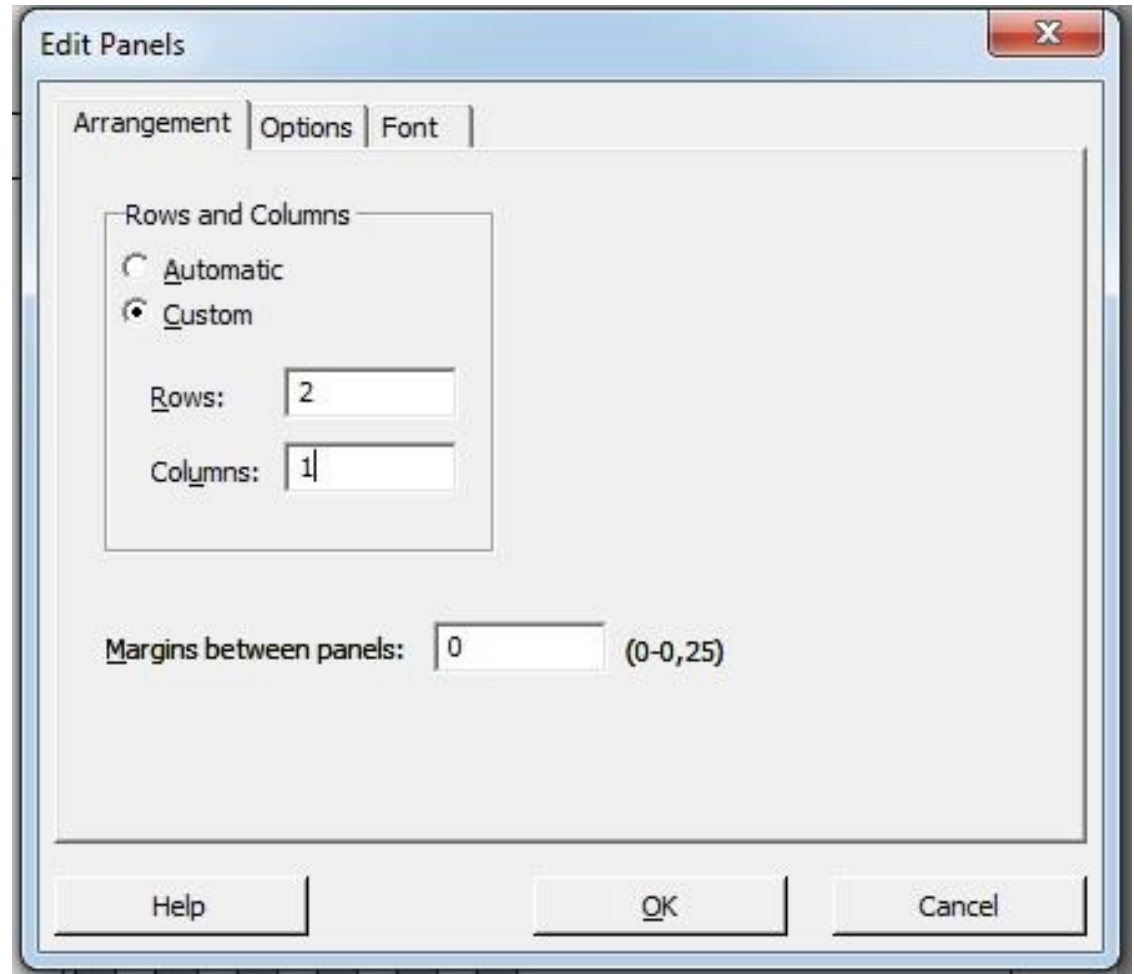 Edit Panels
X
Arrangement Options Font
Rows and Columns
Automatic
Custom
Rows: 2
Columns: 1
Margins between panels: 0 (0-0,25)
Help OK Cancel